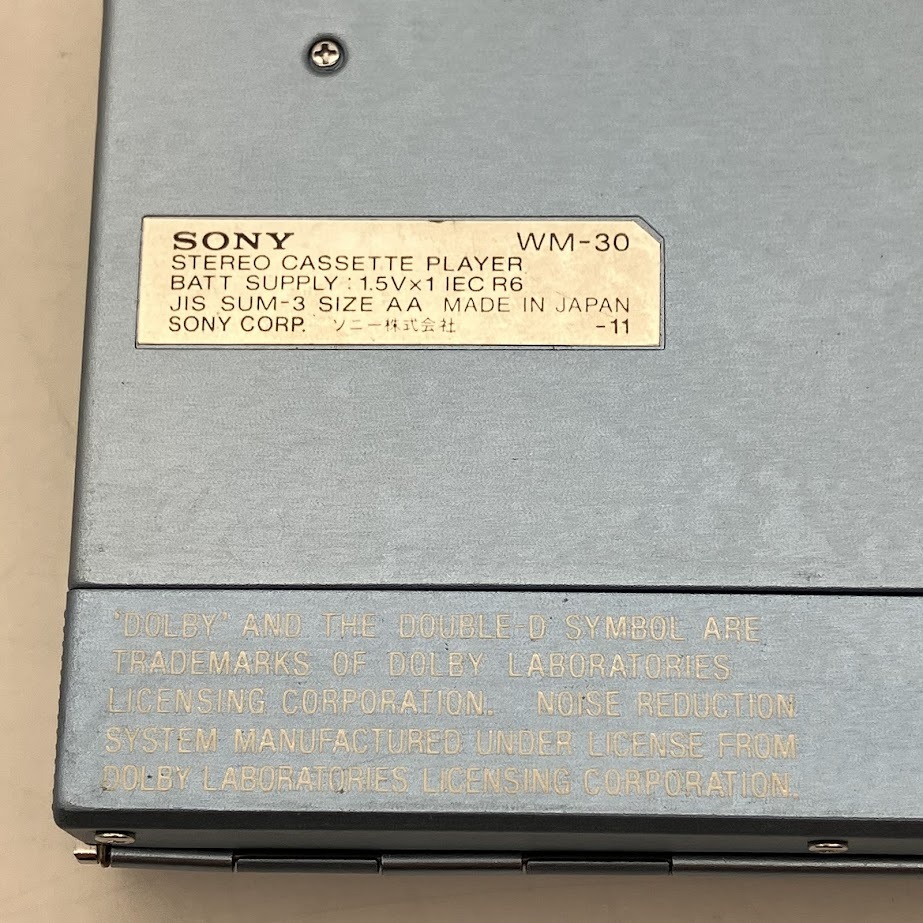 SONY WM-30
STEREO CASSETTE PLAYER
BATT SUPPLY : 1.5V×1 IEC R6
JIS SUM-3 SIZE AA MADE IN JAPAN
SONY CORP. ソニー株式会社 -11
"DOLBY" AND THE DOUBLE-D SYMBOL ARE
TRADEMARKS OF DOLBY LABORATORIES
LICENSING CORPORATION. NOISE REDUCTION
SYSTEM MANUFACTURED UNDER LICENSE FROM
DOLBY LABORATORIES LICENSING CORPORATION.